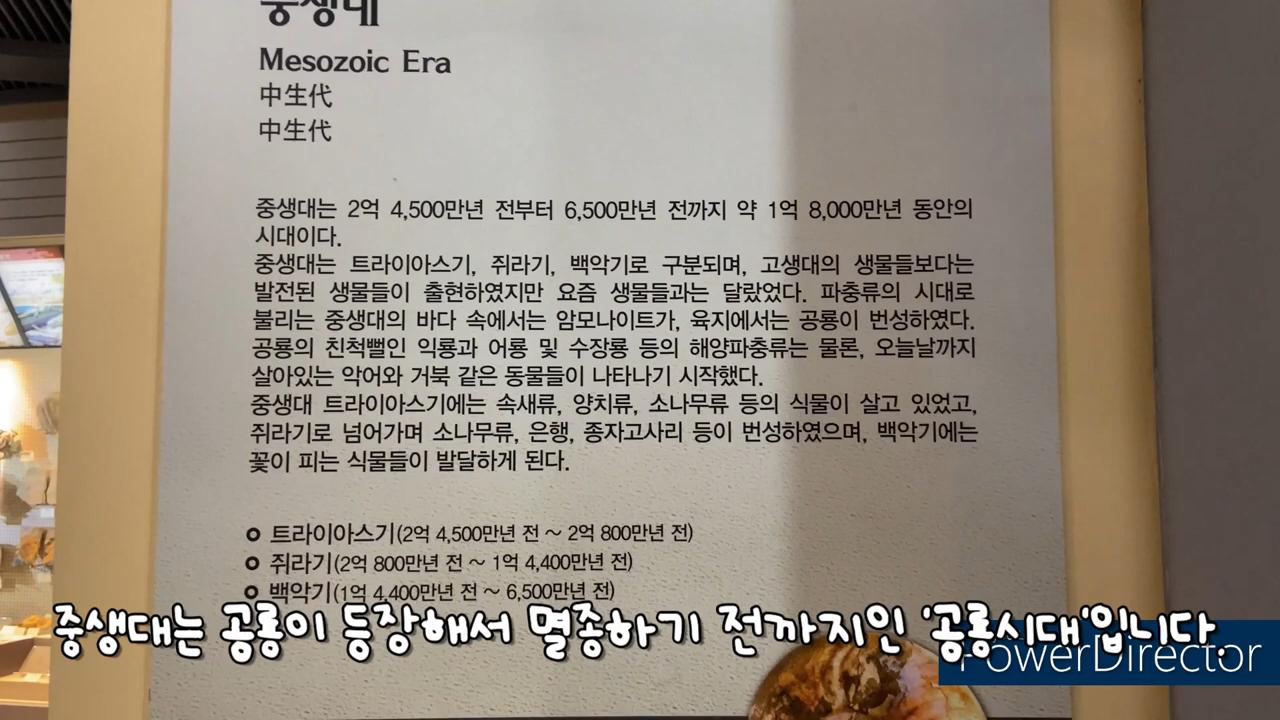 중생대
Mesozoic Era
中生代
中生代
중생대는 2억 4,500만년 전부터 6,500만년 전까지 약 1억 8,000만년 동안의
시대이다.
중생대는 트라이아스기, 쥐라기, 백악기로 구분되며, 고생대의 생물들보다는
발전된 생물들이 출현하였지만 요즘 생물들과는 달랐었다. 파충류의 시대로
불리는 중생대의 바다 속에서는 암모나이트가, 육지에서는 공룡이 번성하였다.
공룡의 친척뻘인 익룡과 어룡 및 수장룡 등의 해양파충류는 물론, 오늘날까지
살아있는 악어와 거북 같은 동물들이 나타나기 시작했다.
중생대 트라이아스기에는 속새류, 양치류, 소나무류 등의 식물이 살고 있었고,
쥐라기로 넘어가며 소나무류, 은행, 종자고사리 등이 번성하였으며, 백악기에는
꽃이 피는 식물들이 발달하게 된다.
트라이아스기(2억 4,500만년 전 ~ 2억 800만년 전)
쥐라기(2억 800만년 전 ~ 1억 4,400만년 전)
백악기(1억 4,400만년 전 ~ 6,500만년 전)
중생대는 공룡이 등장해서 멸종하기 전까지인 '공룡시대'입니다.
PowerDirector